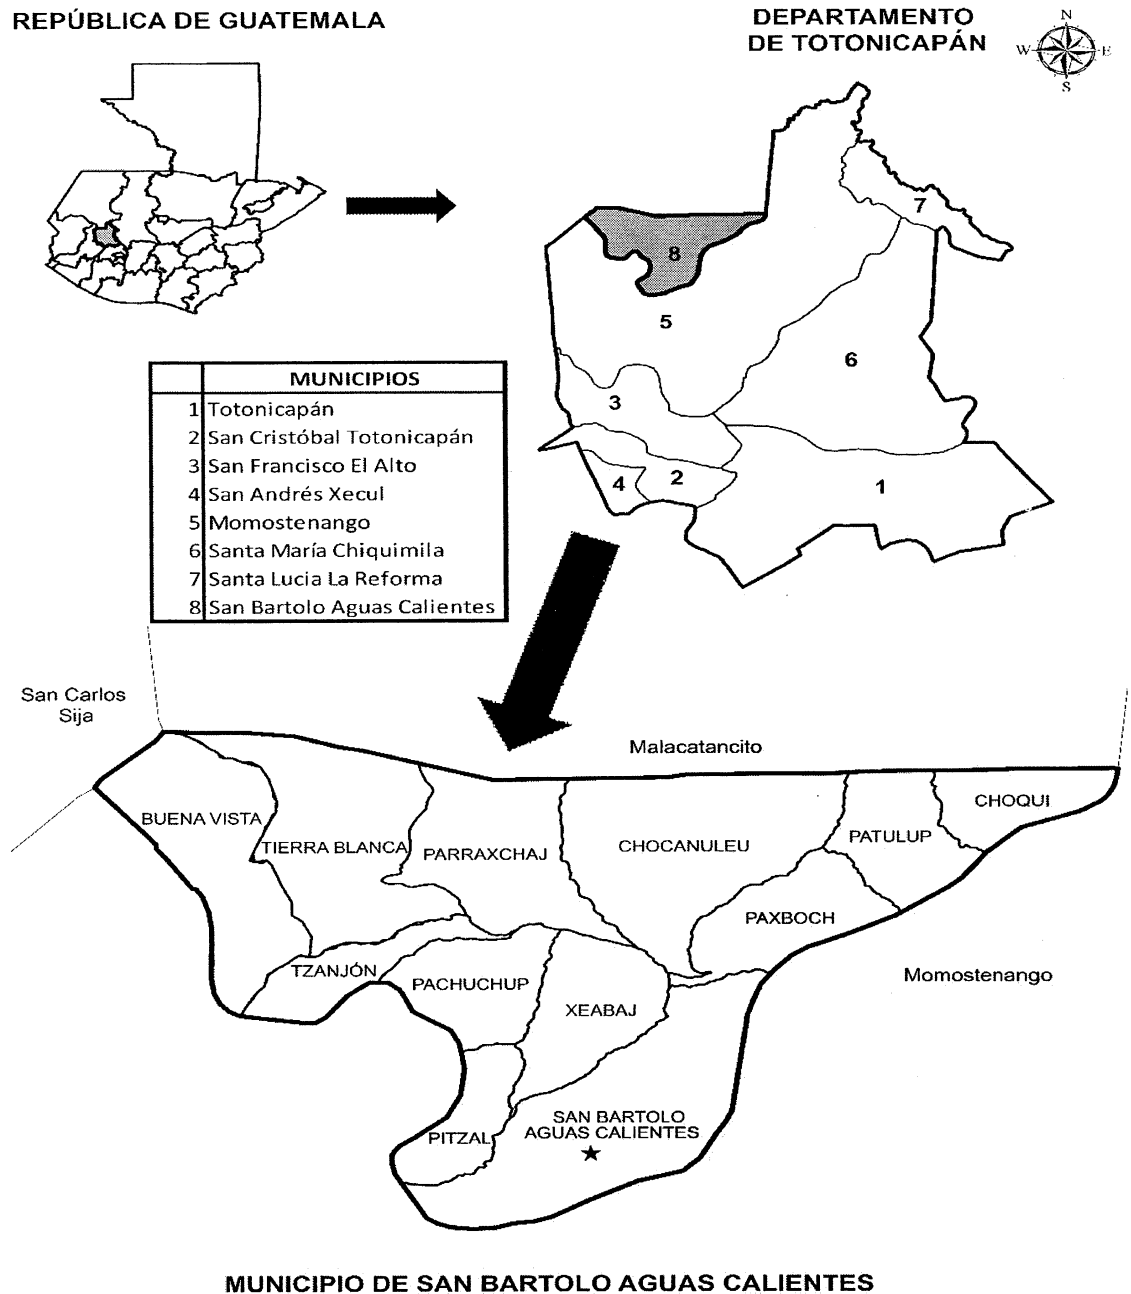 REPÚBLICA DE GUATEMALA
DEPARTAMENTO
DE TOTONICAPÁN
N
W E
S
7
8
5
6
3
2
4
1
MUNICIPIOS
1 Totonicapán
2 San Cristóbal Totonicapán
3 San Francisco El Alto
4 San Andrés Xecul
5 Momostenango
6 Santa María Chiquimila
7 Santa Lucia La Reforma
8 San Bartolo Aguas Calientes
San Carlos
Sija
Malacatancito
CHOQUI
BUENA VISTA
TIERRA BLANCA
PARRAXCHAJ
CHOCANULEU
PATULUP
PAXBOCH
TZANJÓN
PACHUCHUP
Momostenango
XEABAJ
SAN BARTOLO
AGUAS CALIENTES
PITZAL
MUNICIPIO DE SAN BARTOLO AGUAS CALIENTES